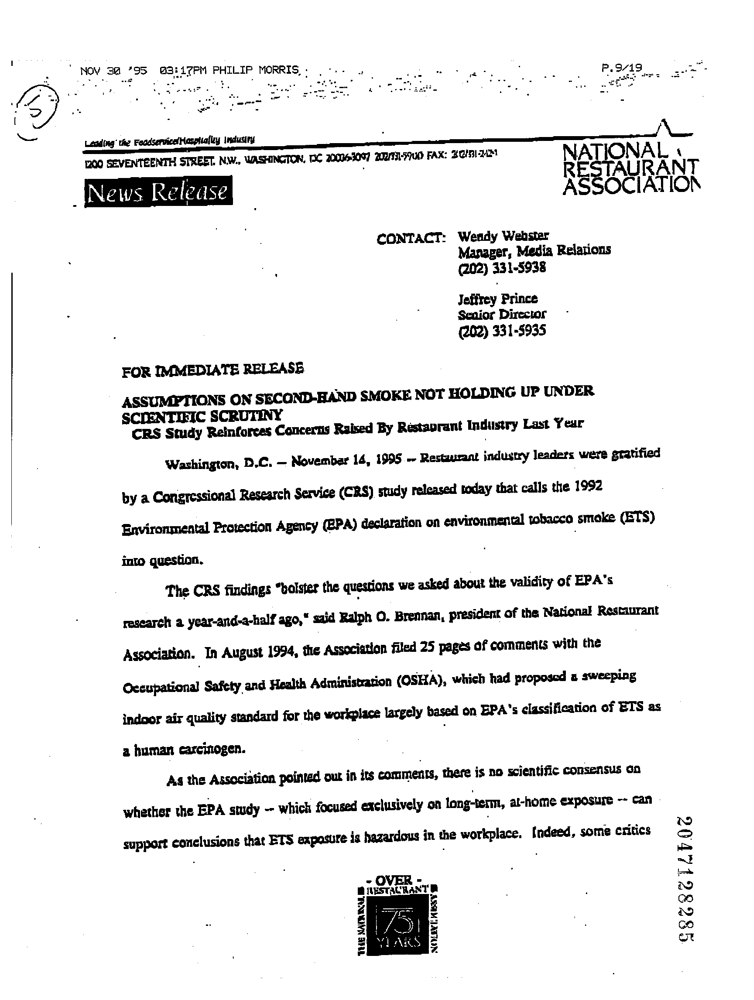 NOV 30 '95 03:17PM PHILIP MORRIS P.9/19
5
Leading the Foodservice/Hospitality Industry
1200 SEVENTEENTH STREET, N.W., WASHINGTON, DC 20036-3097 202/331-5900 FAX: 202/331-2421
NATIONAL
RESTAURANT
ASSOCIATION
News Release
CONTACT: Wendy Webster
Manager, Media Relations
(202) 331-5938
Jeffrey Prince
Senior Director
(202) 331-5935
FOR IMMEDIATE RELEASE
ASSUMPTIONS ON SECOND-HAND SMOKE NOT HOLDING UP UNDER
SCIENTIFIC SCRUTINY
CRS Study Reinforces Concerns Raised By Restaurant Industry Last Year
Washington, D.C. -- November 14, 1995 -- Restaurant industry leaders were gratified
by a Congressional Research Service (CRS) study released today that calls the 1992
Environmental Protection Agency (EPA) declaration on environmental tobacco smoke (ETS)
into question.
The CRS findings "bolster the questions we asked about the validity of EPA's
research a year-and-a-half ago," said Ralph O. Brennan, president of the National Restaurant
Association. In August 1994, the Association filed 25 pages of comments with the
Occupational Safety and Health Administration (OSHA), which had proposed a sweeping
indoor air quality standard for the workplace largely based on EPA's classification of ETS as
a human carcinogen.
As the Association pointed out in its comments, there is no scientific consensus on
whether the EPA study -- which focused exclusively on long-term, at-home exposure -- can
support conclusions that ETS exposure is hazardous in the workplace. Indeed, some critics
- OVER -
THE NATIONAL RESTAURANT ASSOCIATION
75
YEARS
2047128285